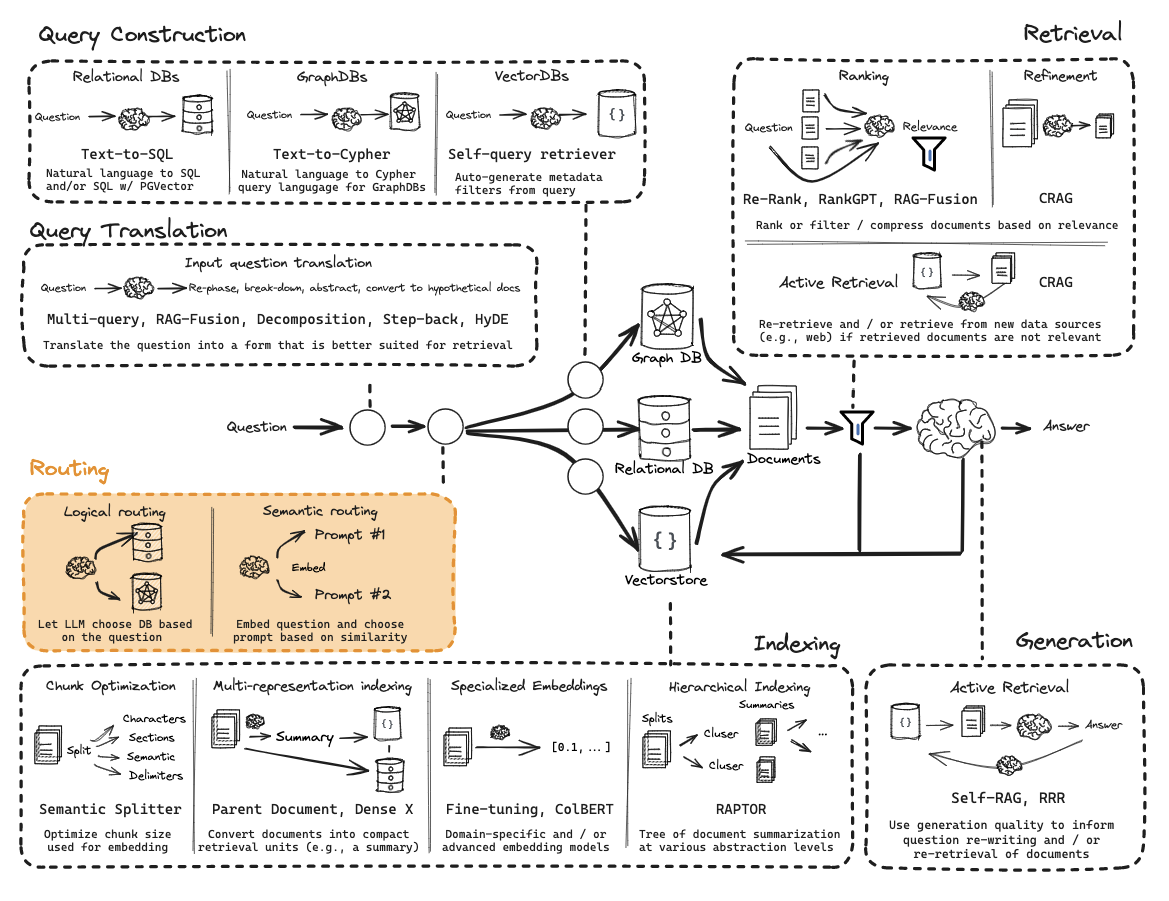 Query Construction
Relational DBs
Question
Text-to-SQL
Natural language to SQL
and/or SQL w/ PGVector
GraphDBs
Question
Text-to-Cypher
Natural language to Cypher
query langugage for GraphDBs
VectorDBs
Question
{ }
Self-query retriever
Auto-generate metadata
filters from query
Retrieval
Ranking
Question
Relevance
Re-Rank, RankGPT, RAG-Fusion
Refinement
CRAG
Rank or filter / compress documents based on relevance
Active Retrieval
{ }
CRAG
Re-retrieve and / or retrieve from new data sources
(e.g., web) if retrieved documents are not relevant
Query Translation
Input question translation
Question
Re-phase, break-down, abstract, convert to hypothetical docs
Multi-query, RAG-Fusion, Decomposition, Step-back, HyDE
Translate the question into a form that is better suited for retrieval
Question
Graph DB
Relational DB
{ }
Vectorstore
Documents
Answer
Routing
Logical routing
Let LLM choose DB based
on the question
Semantic routing
Prompt #1
Embed
Prompt #2
Embed question and choose
prompt based on similarity
Indexing
Chunk Optimization
Split
Characters
Sections
Semantic
Delimiters
Semantic Splitter
Optimize chunk size
used for embedding
Multi-representation indexing
Summary
{ }
Parent Document, Dense X
Convert documents into compact
retrieval units (e.g., a summary)
Specialized Embeddings
[0.1, ...]
Fine-tuning, ColBERT
Domain-specific and / or
advanced embedding models
Hierarchical Indexing
Summaries
Splits
Cluser
Cluser
...
RAPTOR
Tree of document summarization
at various abstraction levels
Generation
Active Retrieval
{ }
Answer
Self-RAG, RRR
Use generation quality to inform
question re-writing and / or
re-retrieval of documents